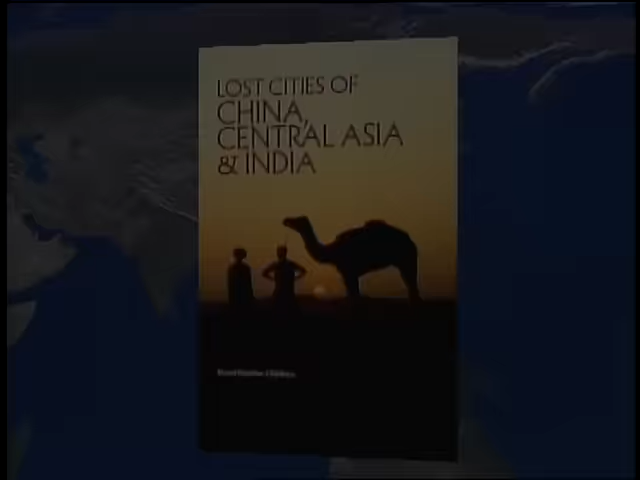 LOST CITIES OF
CHINA,
CENTRAL ASIA
& INDIA